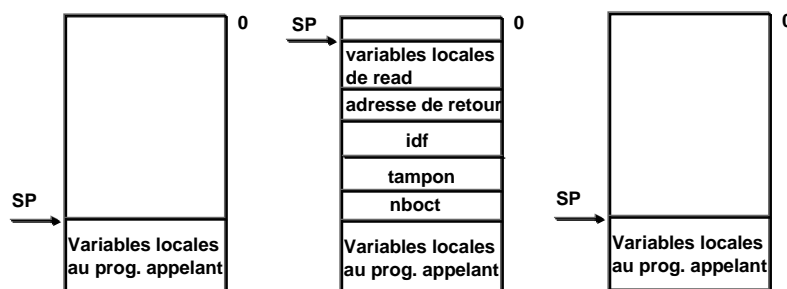 0
SP
Variables locales
au prog. appelant
0
SP
variables locales
de read
adresse de retour
idf
tampon
nboct
Variables locales
au prog. appelant
0
SP
Variables locales
au prog. appelant